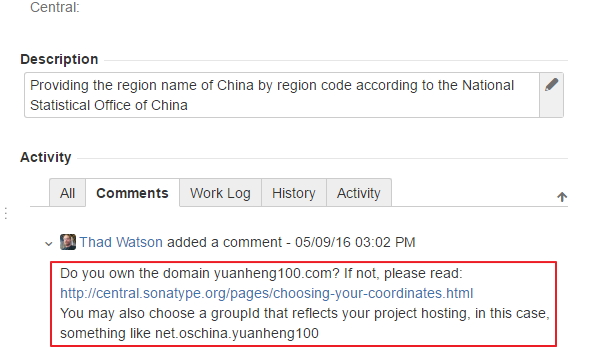 Central:
Description
Providing the region name of China by region code according to the National
Statistical Office of China
Activity
All Comments Work Log History Activity
Thad Watson added a comment - 05/09/16 03:02 PM
Do you own the domain yuanheng100.com? If not, please read:
http://central.sonatype.org/pages/choosing-your-coordinates.html
You may also choose a groupId that reflects your project hosting, in this case,
something like net.oschina.yuanheng100